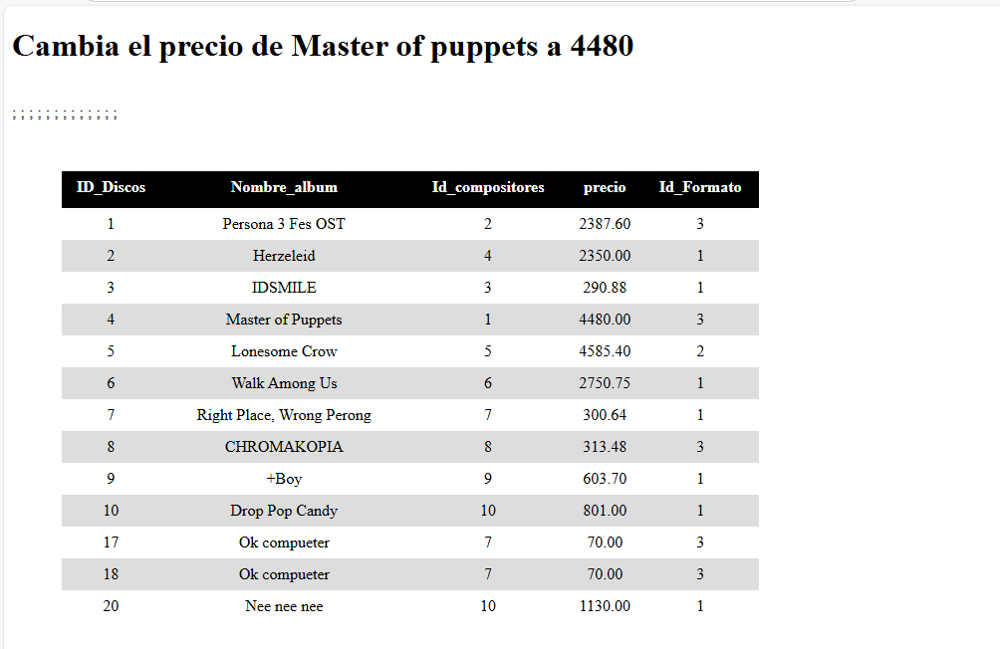 Cambia el precio de Master of puppets a 4480
; ; ; ; ; ; ; ; ; ; ; ; ;
ID_Discos Nombre_album Id_compositores precio Id_Formato
1 Persona 3 Fes OST 2 2387.60 3
2 Herzeleid 4 2350.00 1
3 IDSMILE 3 290.88 1
4 Master of Puppets 1 4480.00 3
5 Lonesome Crow 5 4585.40 2
6 Walk Among Us 6 2750.75 1
7 Right Place, Wrong Perong 7 300.64 1
8 CHROMAKOPIA 8 313.48 3
9 +Boy 9 603.70 1
10 Drop Pop Candy 10 801.00 1
17 Ok compueter 7 70.00 3
18 Ok compueter 7 70.00 3
20 Nee nee nee 10 1130.00 1